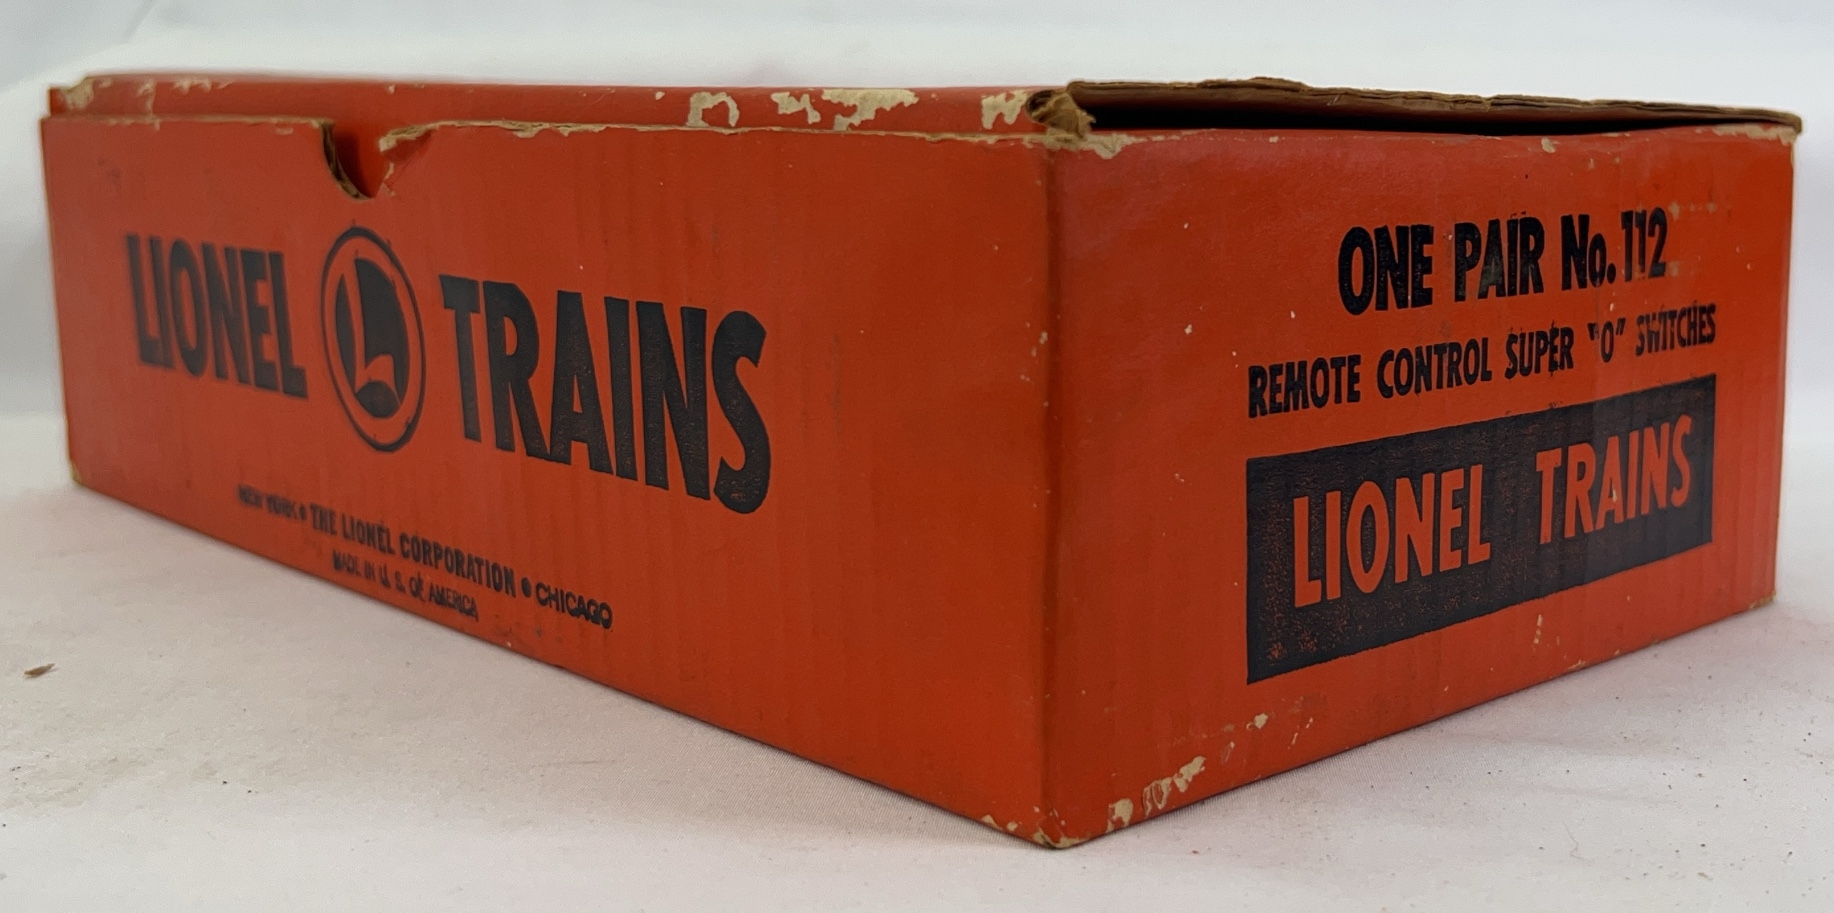 LIONEL L TRAINS
NEW YORK • THE LIONEL CORPORATION • CHICAGO
MADE IN U. S. OF AMERICA
ONE PAIR No. 112
REMOTE CONTROL SUPER "O" SWITCHES
LIONEL TRAINS